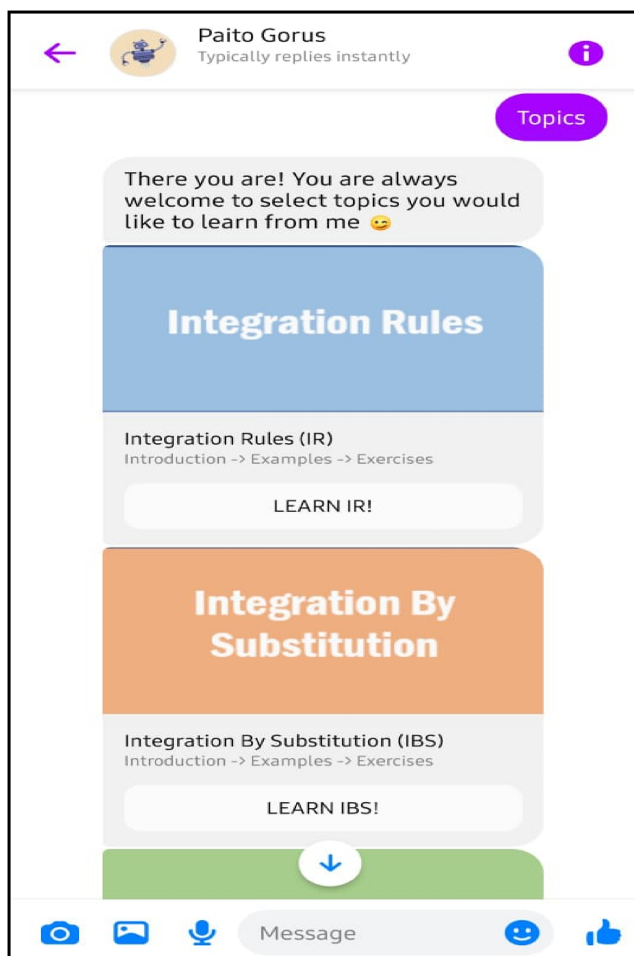 Paito Gorus
Typically replies instantly
Topics
There you are! You are always
welcome to select topics you would
like to learn from me 😉
Integration Rules
Integration Rules (IR)
Introduction -> Examples -> Exercises
LEARN IR!
Integration By
Substitution
Integration By Substitution (IBS)
Introduction -> Examples -> Exercises
LEARN IBS!
Message